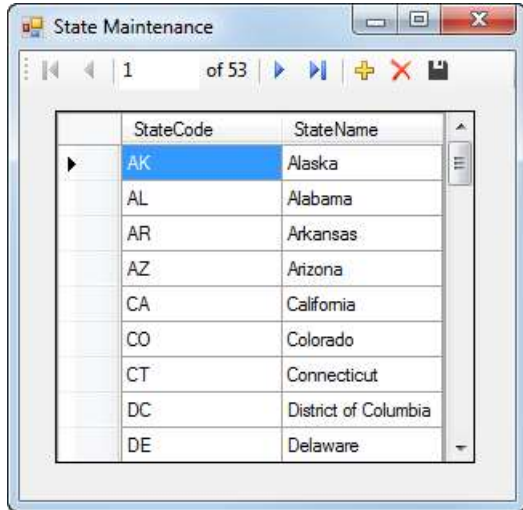 State Maintenance
1 of 53
StateCode StateName
AK Alaska
AL Alabama
AR Arkansas
AZ Arizona
CA California
CO Colorado
CT Connecticut
DC District of Columbia
DE Delaware